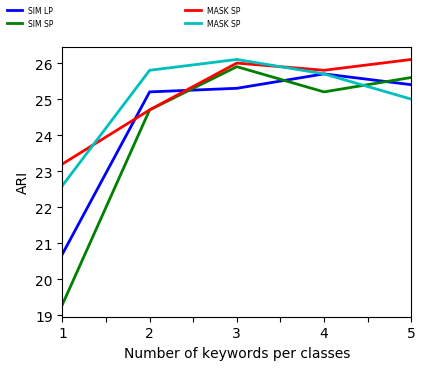 SIM LP
MASK SP
SIM SP
MASK SP
26
25
24
23
22
21
20
19
ARI
1 2 3 4 5
Number of keywords per classes